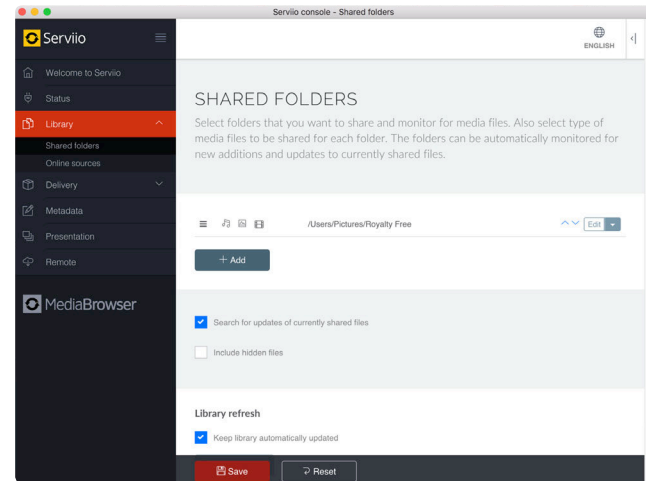 Serviio console - Shared folders
Serviio
ENGLISH
Welcome to Serviio
Status
Library
Shared folders
Online sources
Delivery
Metadata
Presentation
Remote
MediaBrowser
SHARED FOLDERS
Select folders that you want to share and monitor for media files. Also select type of
media files to be shared for each folder. The folders can be automatically monitored for
new additions and updates to currently shared files.
/Users/Pictures/Royalty Free
Edit
+ Add
Search for updates of currently shared files
Include hidden files
Library refresh
Keep library automatically updated
Save
Reset